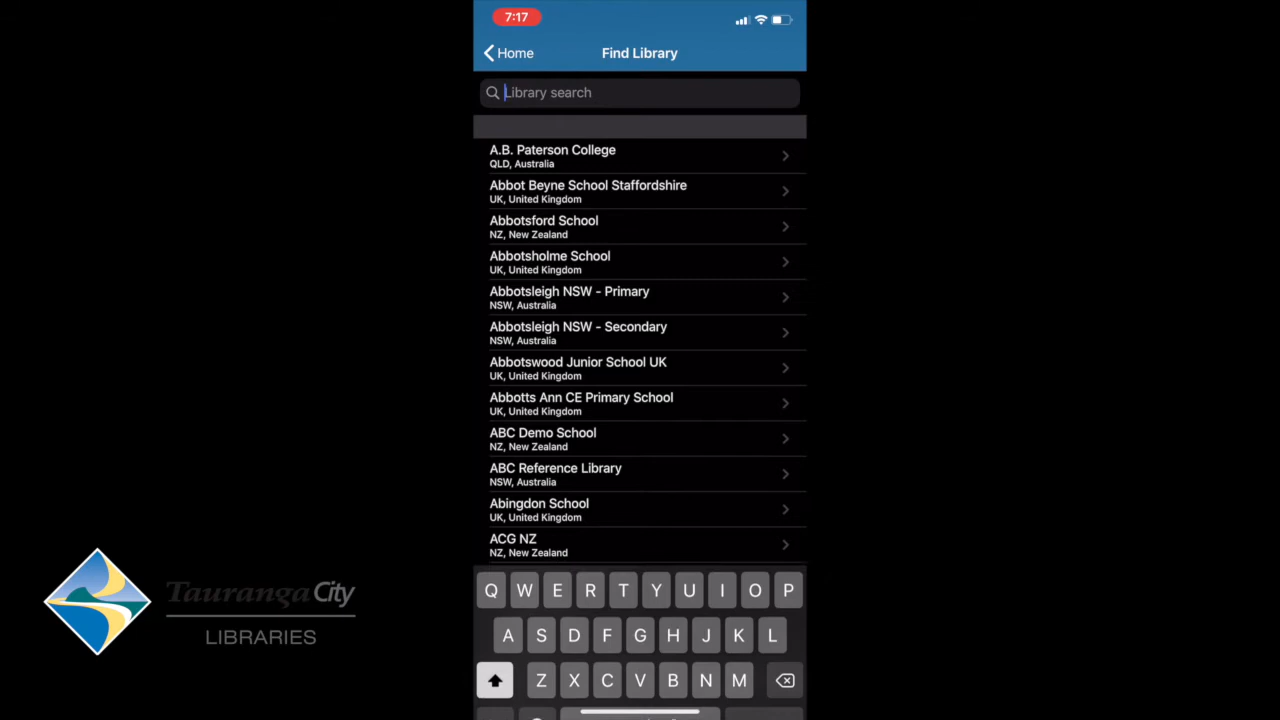 7:17
Home
Find Library
Library search
A.B. Paterson College
QLD, Australia
Abbot Beyne School Staffordshire
UK, United Kingdom
Abbotsford School
NZ, New Zealand
Abbotsholme School
UK, United Kingdom
Abbotsleigh NSW - Primary
NSW, Australia
Abbotsleigh NSW - Secondary
NSW, Australia
Abbotswood Junior School UK
UK, United Kingdom
Abbotts Ann CE Primary School
UK, United Kingdom
ABC Demo School
NZ, New Zealand
ABC Reference Library
NSW, Australia
Abingdon School
UK, United Kingdom
ACG NZ
NZ, New Zealand
Q W E R T Y U I O P
A S D F G H J K L
Z X C V B N M
Tauranga City
LIBRARIES